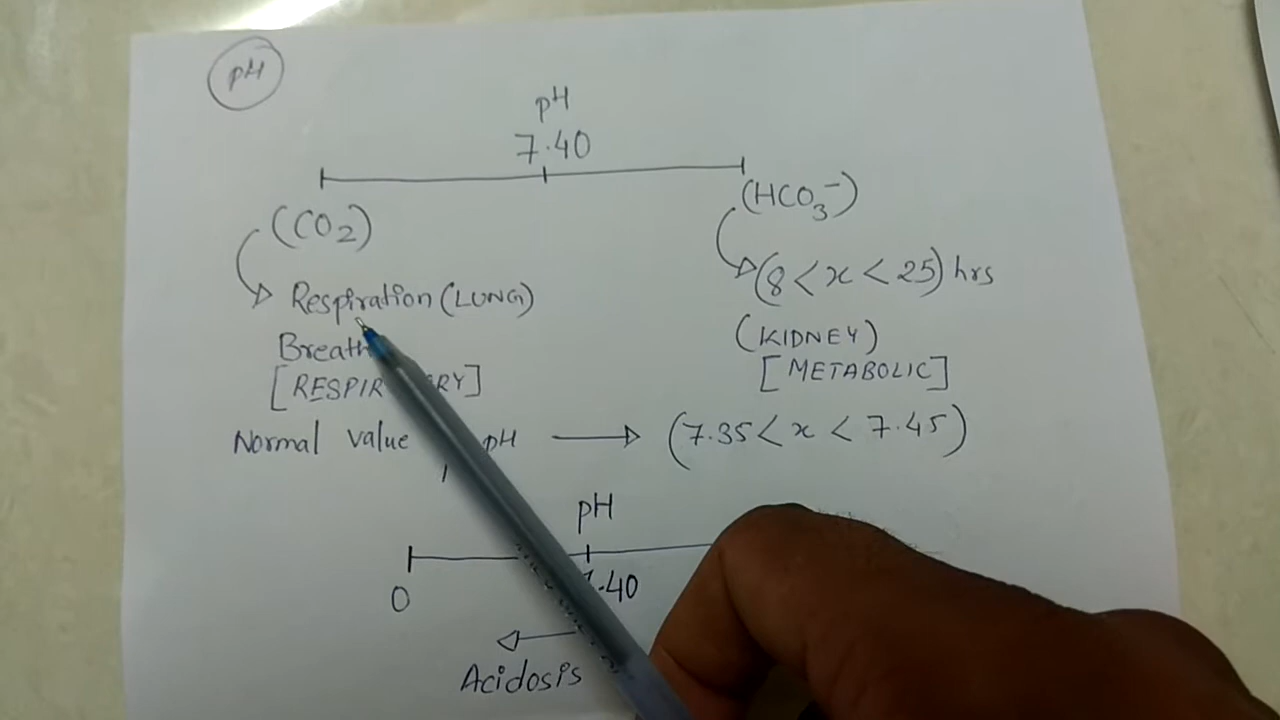 pH
pH
7.40
(CO2) (HCO3-)
Respiration (LUNG) (8 < x < 25) hrs
(KIDNEY)
[METABOLIC]
Normal value pH → (7.35 < x < 7.45)
pH
0
Acidosis